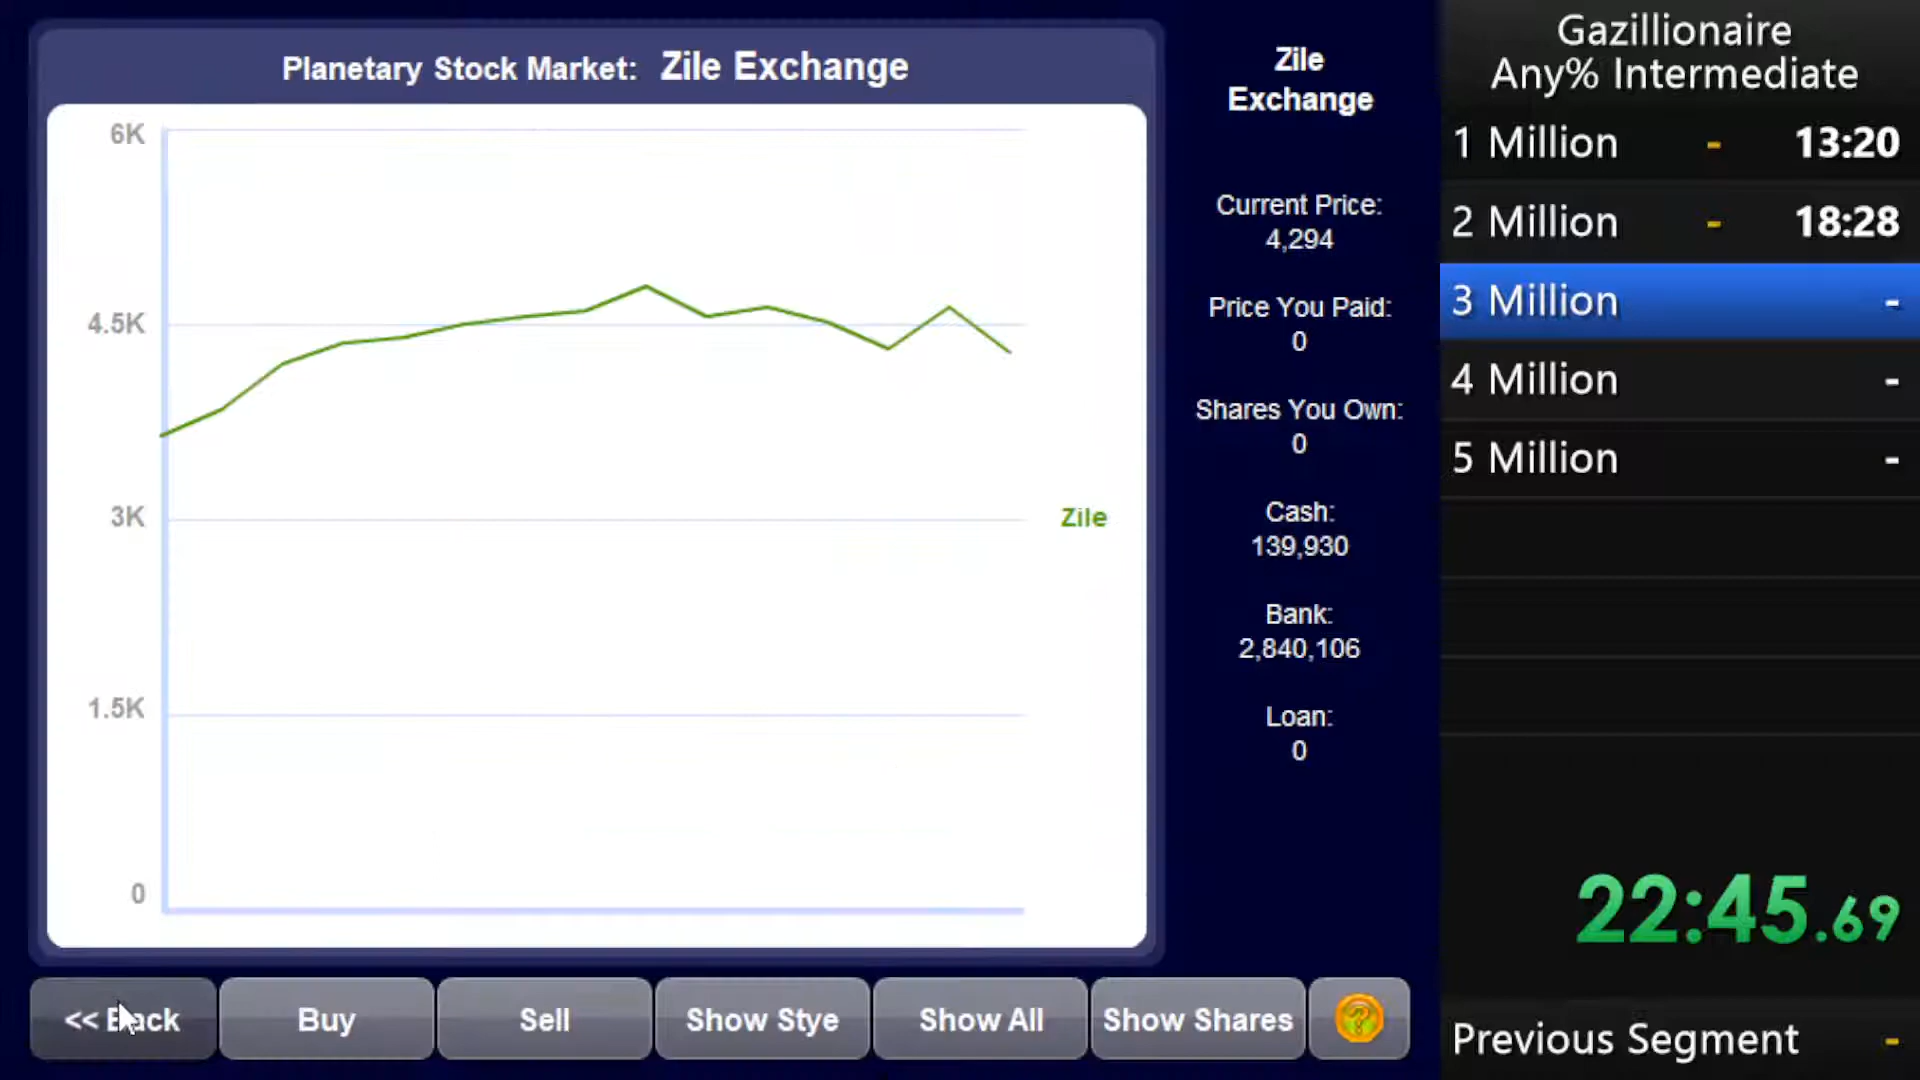 Planetary Stock Market: Zile Exchange
6K
4.5K
3K
1.5K
0
Zile
Zile
Exchange
Current Price:
4,294
Price You Paid:
0
Shares You Own:
0
Cash:
139,930
Bank:
2,840,106
Loan:
0
<< Back
Buy
Sell
Show Stye
Show All
Show Shares
?
Gazillionaire
Any% Intermediate
1 Million - 13:20
2 Million - 18:28
3 Million -
4 Million -
5 Million -
22:45.69
Previous Segment -